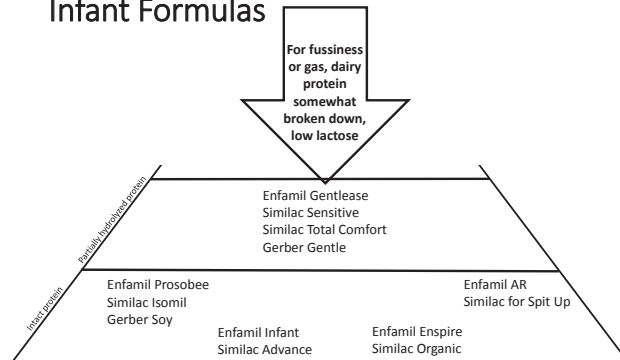 Infant Formulas
For fussiness
or gas, dairy
protein
somewhat
broken down,
low lactose
Partially hydrolyzed protein
Enfamil Gentlease
Similac Sensitive
Similac Total Comfort
Gerber Gentle
Intact protein
Enfamil Prosobee
Similac Isomil
Gerber Soy
Enfamil AR
Similac for Spit Up
Enfamil Infant
Similac Advance
Enfamil Enspire
Similac Organic